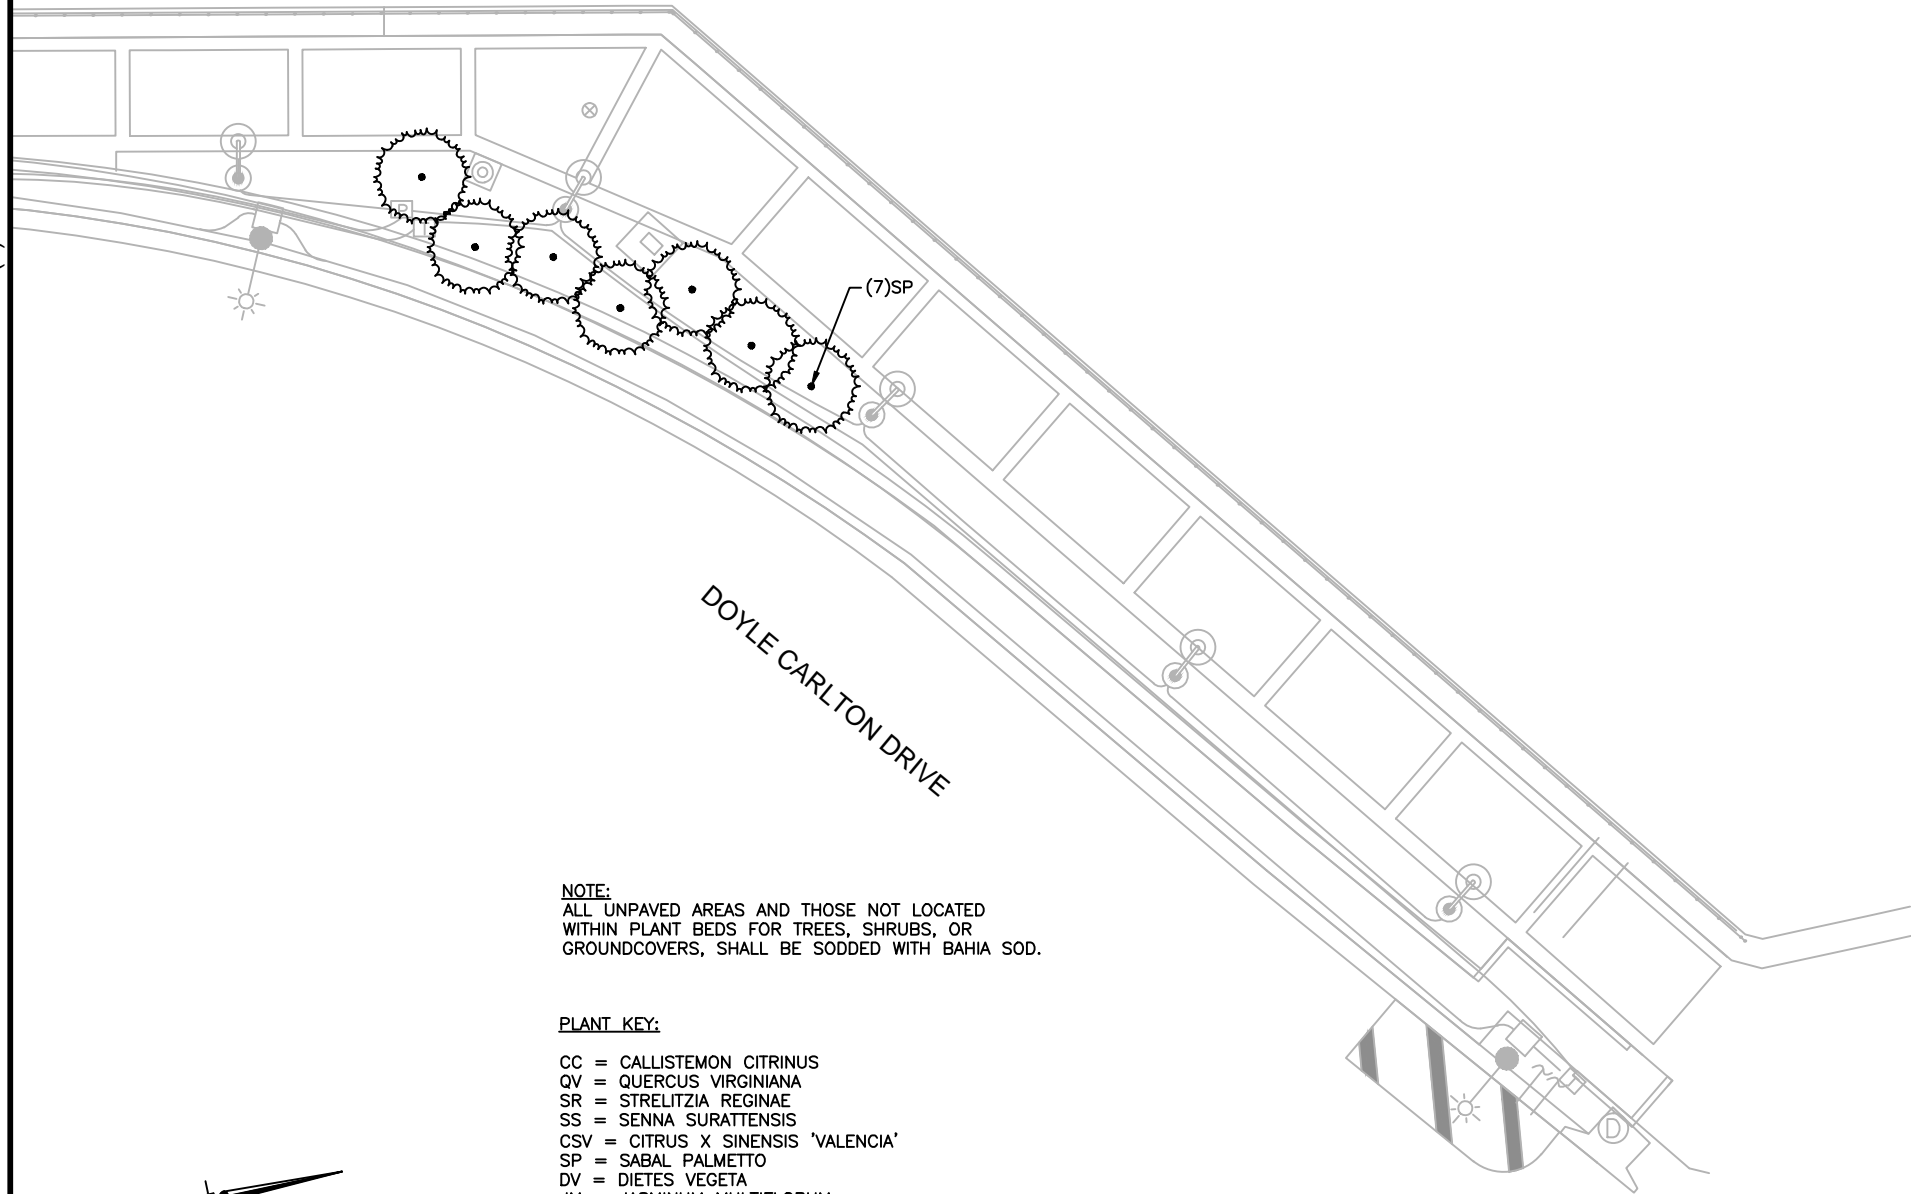 (7)SP
P
DOYLE CARLTON DRIVE
NOTE:
ALL UNPAVED AREAS AND THOSE NOT LOCATED
WITHIN PLANT BEDS FOR TREES, SHRUBS, OR
GROUNDCOVERS, SHALL BE SODDED WITH BAHIA SOD.
PLANT KEY:
CC = CALLISTEMON CITRINUS
QV = QUERCUS VIRGINIANA
SR = STRELITZIA REGINAE
SS = SENNA SURATTENSIS
CSV = CITRUS X SINENSIS 'VALENCIA'
SP = SABAL PALMETTO
DV = DIETES VEGETA
D